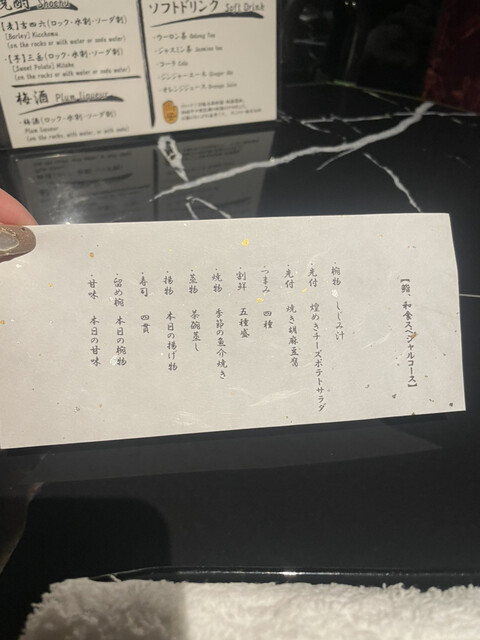 焼酎 Shochu
・【麦】吉四六(ロック・水割・ソーダ割)
(Barley) Kicchomu
(on the rocks or with water or soda water)
・【芋】三岳(ロック・水割・ソーダ割)
(Sweet Potato) Mitake
(on the rocks or with water or soda water)
梅酒 Plum liqueur
・梅酒(ロック・水割・ソーダ割)
Plum liqueur
(on the rocks, with water, or with soda)
ソフトドリンク Soft Drink
・ウーロン茶 Oolong Tea
・ジャスミン茶 Jasmine tea
・コーラ Cola
・ジンジャーエール Ginger Ale
・オレンジジュース Orange Juice
【鮨、和食スペシャルコース】
・椀物 しじみ汁
・先付 煌めきチーズポテトサラダ
・先付 焼き胡麻豆腐
・つまみ 四種
・割鮮 五種盛
・焼物 季節の魚介焼き
・蒸物 茶碗蒸し
・揚物 本日の揚げ物
・寿司 四貫
・留め椀 本日の椀物
・甘味 本日の甘味